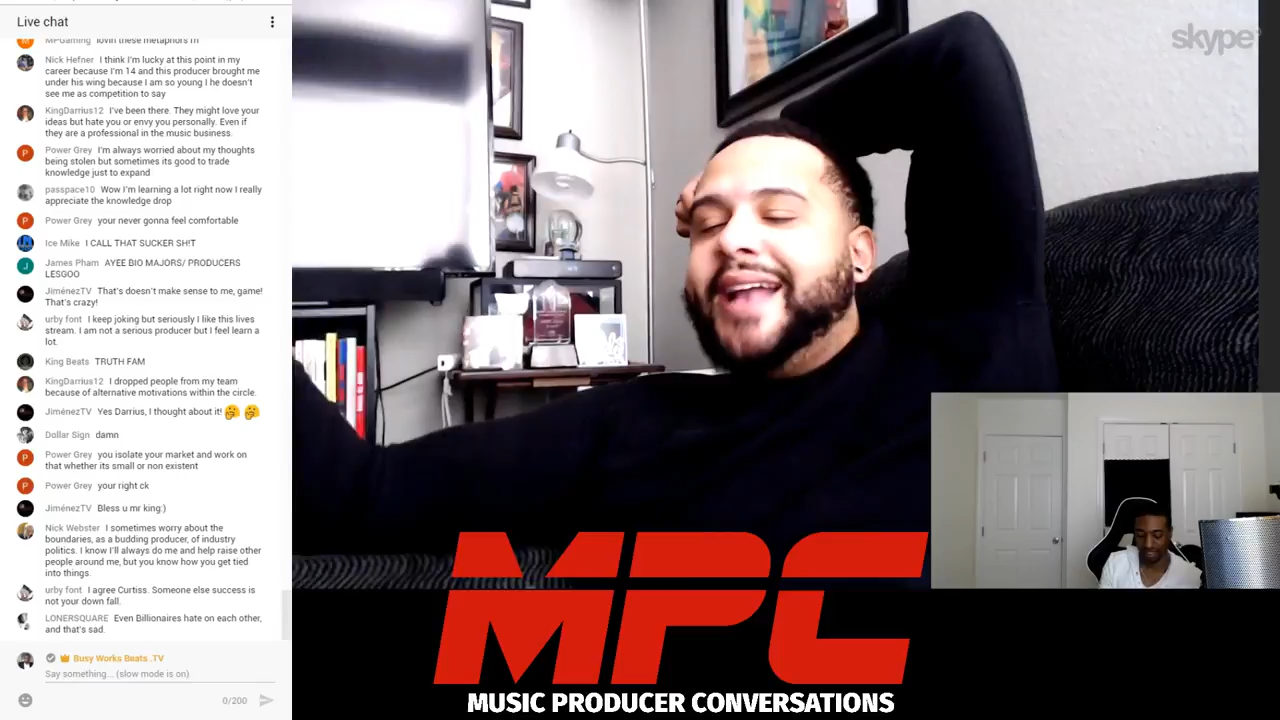 Live chat
MPGaming lovin these metaphors rn
Nick Hefner I think I'm lucky at this point in my
career because I'm 14 and this producer brought me
under his wing because I am so young I he doesn't
see me as competition to say
KingDarrius12 I've been there. They might love your
ideas but hate you or envy you personally. Even if
they are a professional in the music business.
Power Grey I'm always worried about my thoughts
being stolen but sometimes its good to trade
knowledge just to expand
passpace10 Wow I'm learning a lot right now I really
appreciate the knowledge drop
Power Grey your never gonna feel comfortable
Ice Mike I CALL THAT SUCKER SH!T
James Pham AYEE BIO MAJORS/ PRODUCERS
LESGOO
JiménezTV That's doesn't make sense to me, game!
That's crazy!
urby font I keep joking but seriously I like this lives
stream. I am not a serious producer but I feel learn a
lot.
King Beats TRUTH FAM
KingDarrius12 I dropped people from my team
because of alternative motivations within the circle.
JiménezTV Yes Darrius, I thought about it!
Dollar Sign damn
Power Grey you isolate your market and work on
that whether its small or non existent
Power Grey your right ck
JiménezTV Bless u mr king:)
Nick Webster I sometimes worry about the
boundaries, as a budding producer, of industry
politics. I know I'll always do me and help raise other
people around me, but you know how you get tied
into things.
urby font I agree Curtiss. Someone else success is
not your down fall.
LONERSQUARE Even Billionaires hate on each other,
and that's sad.
Busy Works Beats .TV
Say something... (slow mode is on)
0/200
skype
MPC
MUSIC PRODUCER CONVERSATIONS